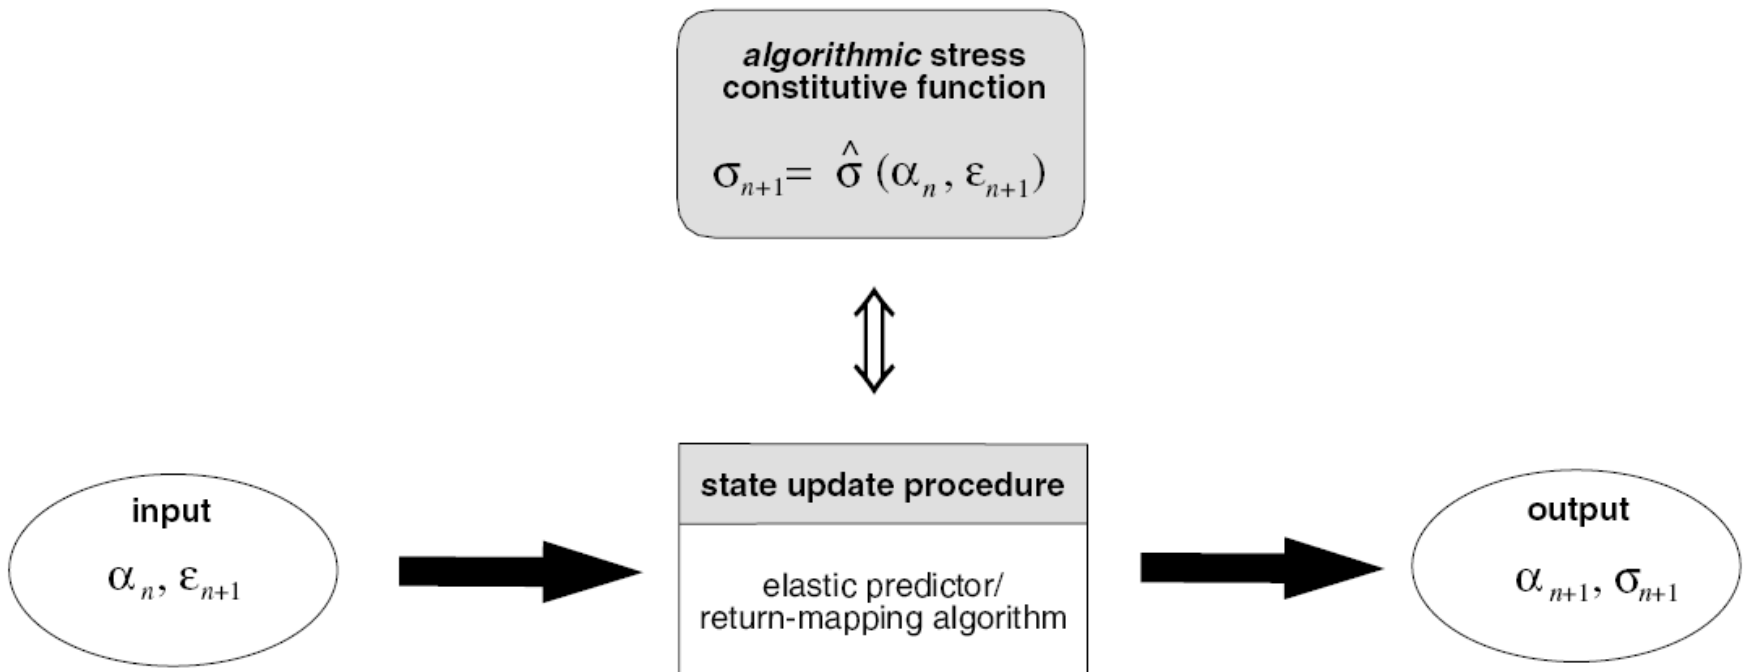 algorithmic stress
constitutive function
σₙ₊₁= σ̂ (αₙ, εₙ₊₁)
state update procedure
input
αₙ, εₙ₊₁
elastic predictor/
return-mapping algorithm
output
αₙ₊₁, σₙ₊₁